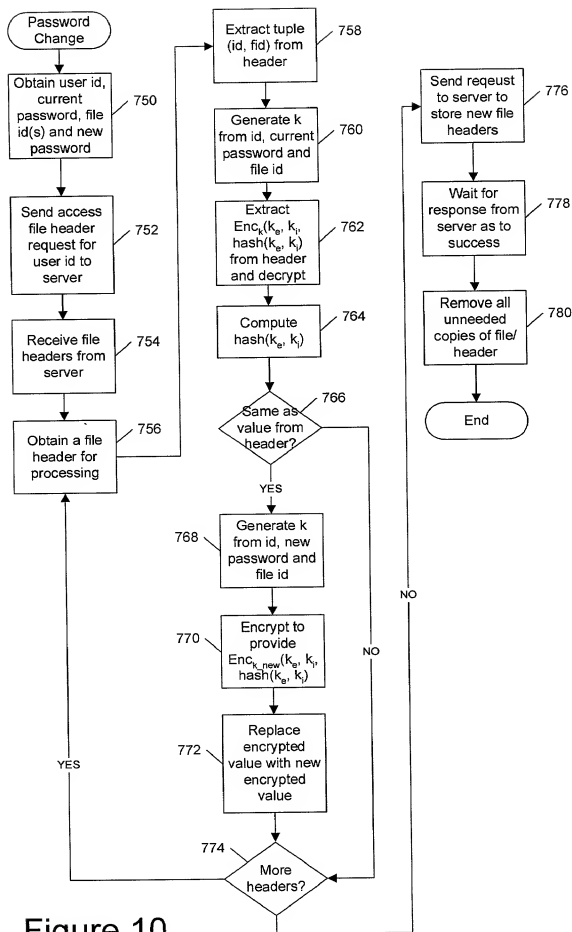 Password
Change
Obtain user id,
current
password, file
id(s) and new
password
750
Send access
file header
request for
user id to
server
752
Receive file
headers from
server
754
Obtain a file
header for
processing
756
Extract tuple
(id, fid) from
header
758
Generate k
from id, current
password and
file id
760
Extract
Enck(ke, ki,
hash(ke, ki)
from header
and decrypt
762
Compute
hash(ke, ki)
764
Same as
value from
header?
766
YES
NO
Generate k
from id, new
password and
file id
768
Encrypt to
provide
Enck_new(ke, ki,
hash(ke, ki)
770
Replace
encrypted
value with new
encrypted
value
772
More
headers?
774
YES
NO
Send reqeust
to server to
store new file
headers
776
Wait for
response from
server as to
success
778
Remove all
unneeded
copies of file/
header
780
End
Figure 10